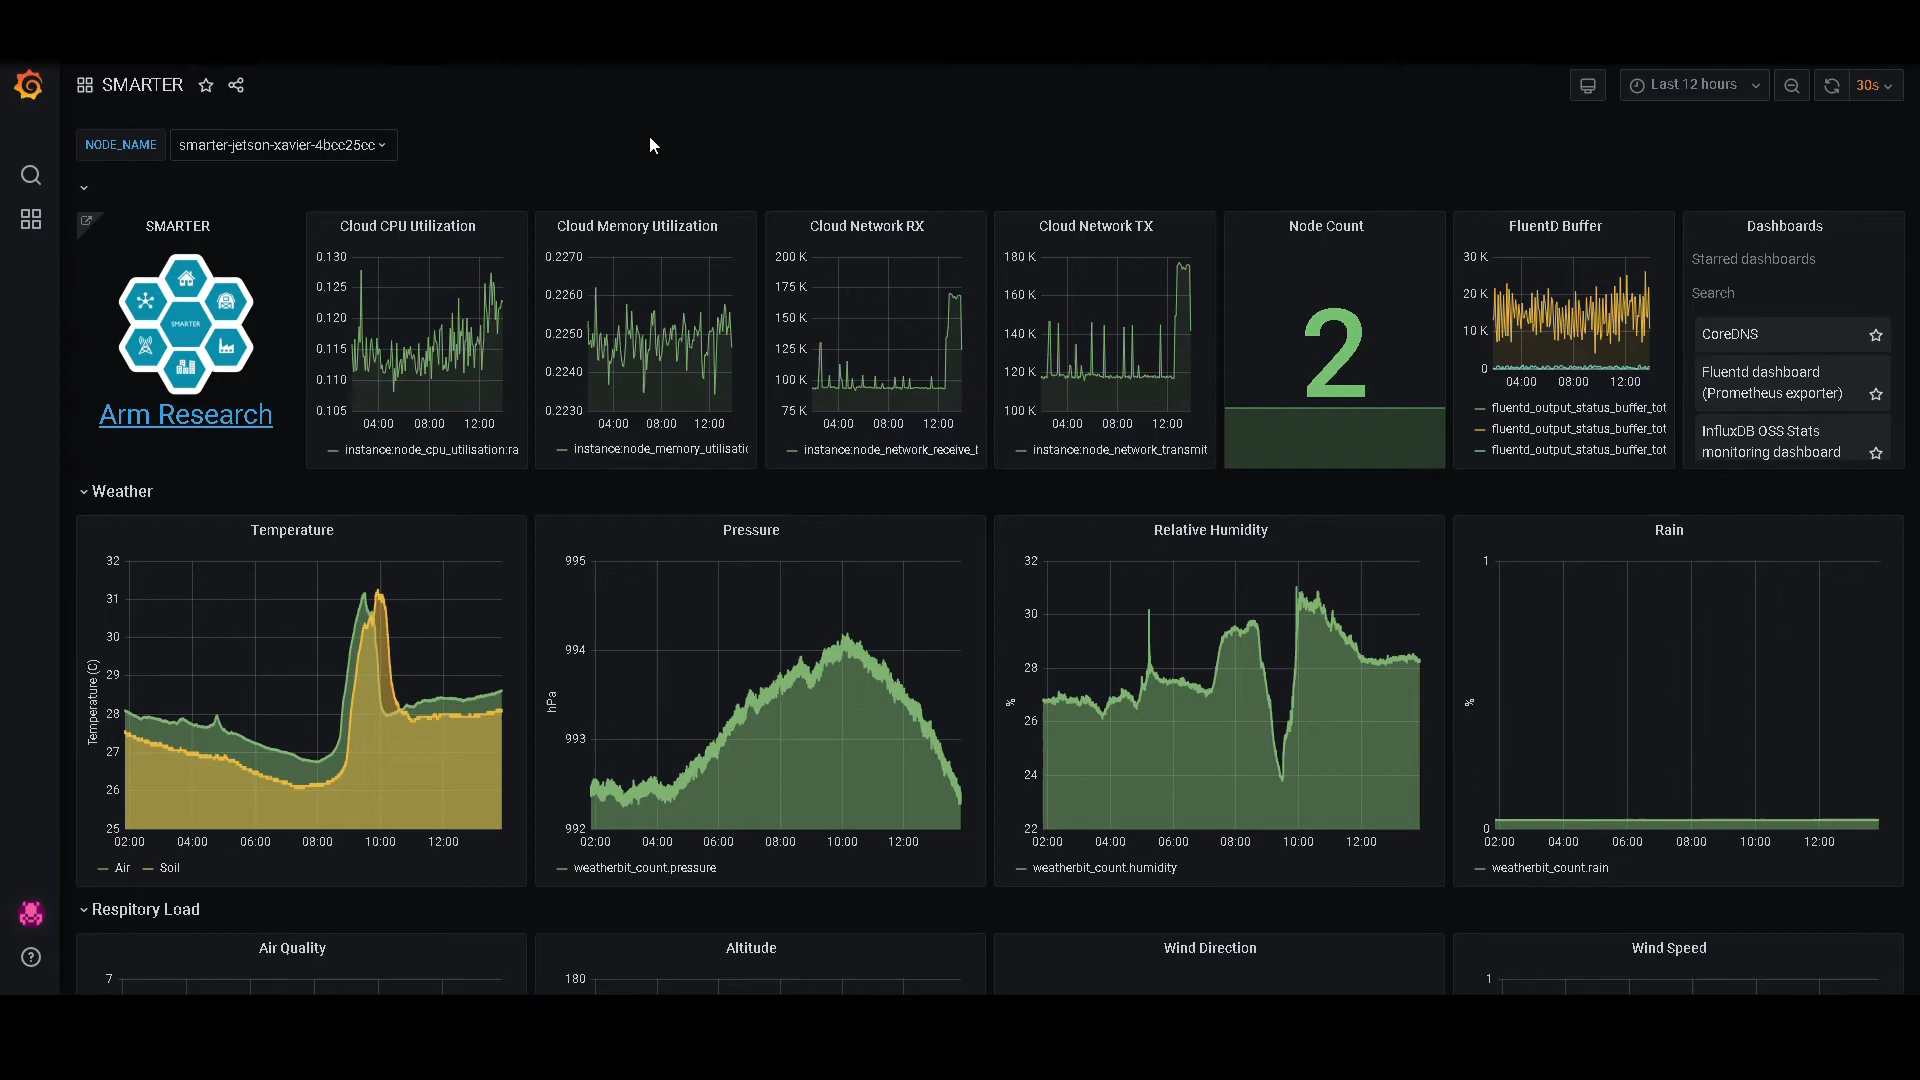 SMARTER
Last 12 hours
30s
NODE_NAME
smarter-jetson-xavier-4bcc25cc
SMARTER
SMARTER
Arm Research
Cloud CPU Utilization
0.130
0.125
0.120
0.115
0.110
0.105
04:00 08:00 12:00
instance:node_cpu_utilisation:ra
Cloud Memory Utilization
0.2270
0.2260
0.2250
0.2240
0.2230
04:00 08:00 12:00
instance:node_memory_utilisatic
Cloud Network RX
200 K
175 K
150 K
125 K
100 K
75 K
04:00 08:00 12:00
instance:node_network_receive_t
Cloud Network TX
180 K
160 K
140 K
120 K
100 K
04:00 08:00 12:00
instance:node_network_transmit
Node Count
2
FluentD Buffer
30 K
20 K
10 K
0
04:00 08:00 12:00
fluentd_output_status_buffer_tot
fluentd_output_status_buffer_tot
fluentd_output_status_buffer_tot
Dashboards
Starred dashboards
Search
CoreDNS
Fluentd dashboard
(Prometheus exporter)
InfluxDB OSS Stats
monitoring dashboard
Weather
Temperature
32
31
30
29
28
27
26
25
Temperature (C)
02:00 04:00 06:00 08:00 10:00 12:00
Air Soil
Pressure
995
994
993
992
hPa
02:00 04:00 06:00 08:00 10:00 12:00
weatherbit_count.pressure
Relative Humidity
32
30
28
26
24
22
%
02:00 04:00 06:00 08:00 10:00 12:00
weatherbit_count.humidity
Rain
1
0
%
02:00 04:00 06:00 08:00 10:00 12:00
weatherbit_count.rain
Respitory Load
Air Quality
7
Altitude
180
Wind Direction
Wind Speed
1